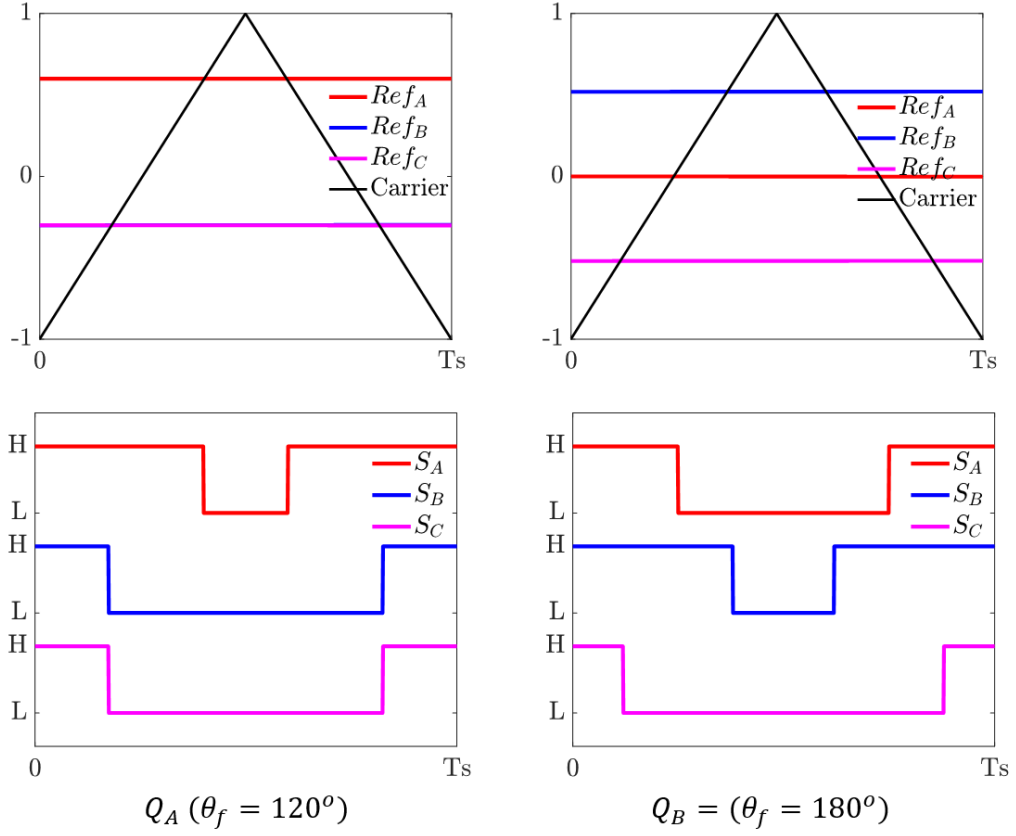 1
0
-1
0
Ts
Ref_A
Ref_B
Ref_C
Carrier
1
0
-1
0
Ts
Ref_A
Ref_B
Ref_C
Carrier
H
L
H
L
H
L
0
Ts
S_A
S_B
S_C
H
L
H
L
H
L
0
Ts
S_A
S_B
S_C
Q_A (θ_f = 120°)
Q_B = (θ_f = 180°)